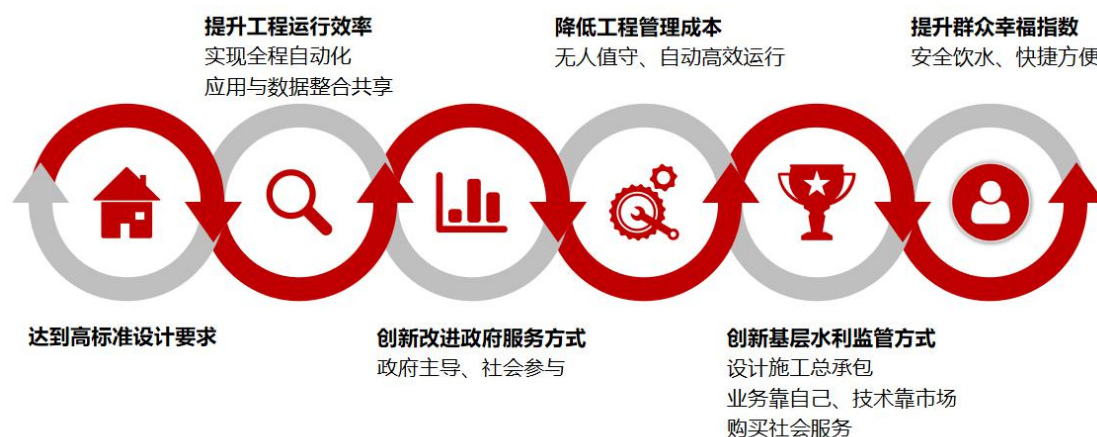 提升工程运行效率
实现全程自动化
应用与数据整合共享
降低工程管理成本
无人值守、自动高效运行
提升群众幸福指数
安全饮水、快捷方便
达到高标准设计要求
创新改进政府服务方式
政府主导、社会参与
创新基层水利监管方式
设计施工总承包
业务靠自己、技术靠市场
购买社会服务